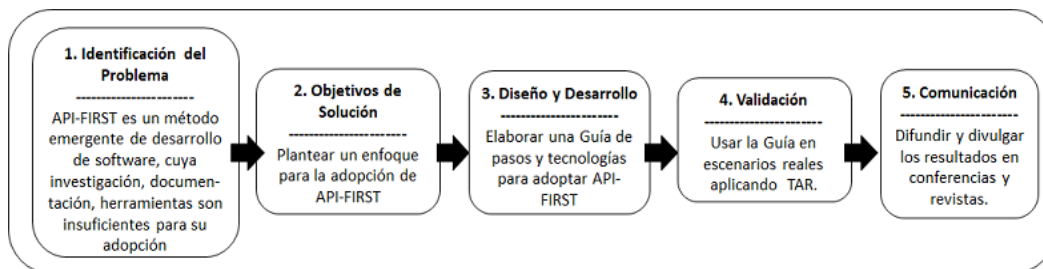 1. Identificación del
Problema
-----------------------
API-FIRST es un método
emergente de desarrollo
de software, cuya
investigación, documen-
tación, herramientas son
insuficientes para su
adopción
2. Objetivos de
Solución
-----------------------
Plantear un enfoque
para la adopción de
API-FIRST
3. Diseño y Desarrollo
-----------------------
Elaborar una Guía de
pasos y tecnologías
para adoptar API-
FIRST
4. Validación
-----------------------
Usar la Guía en
escenarios reales
aplicando TAR.
5. Comunicación
-----------------------
Difundir y divulgar
los resultados en
conferencias y
revistas.